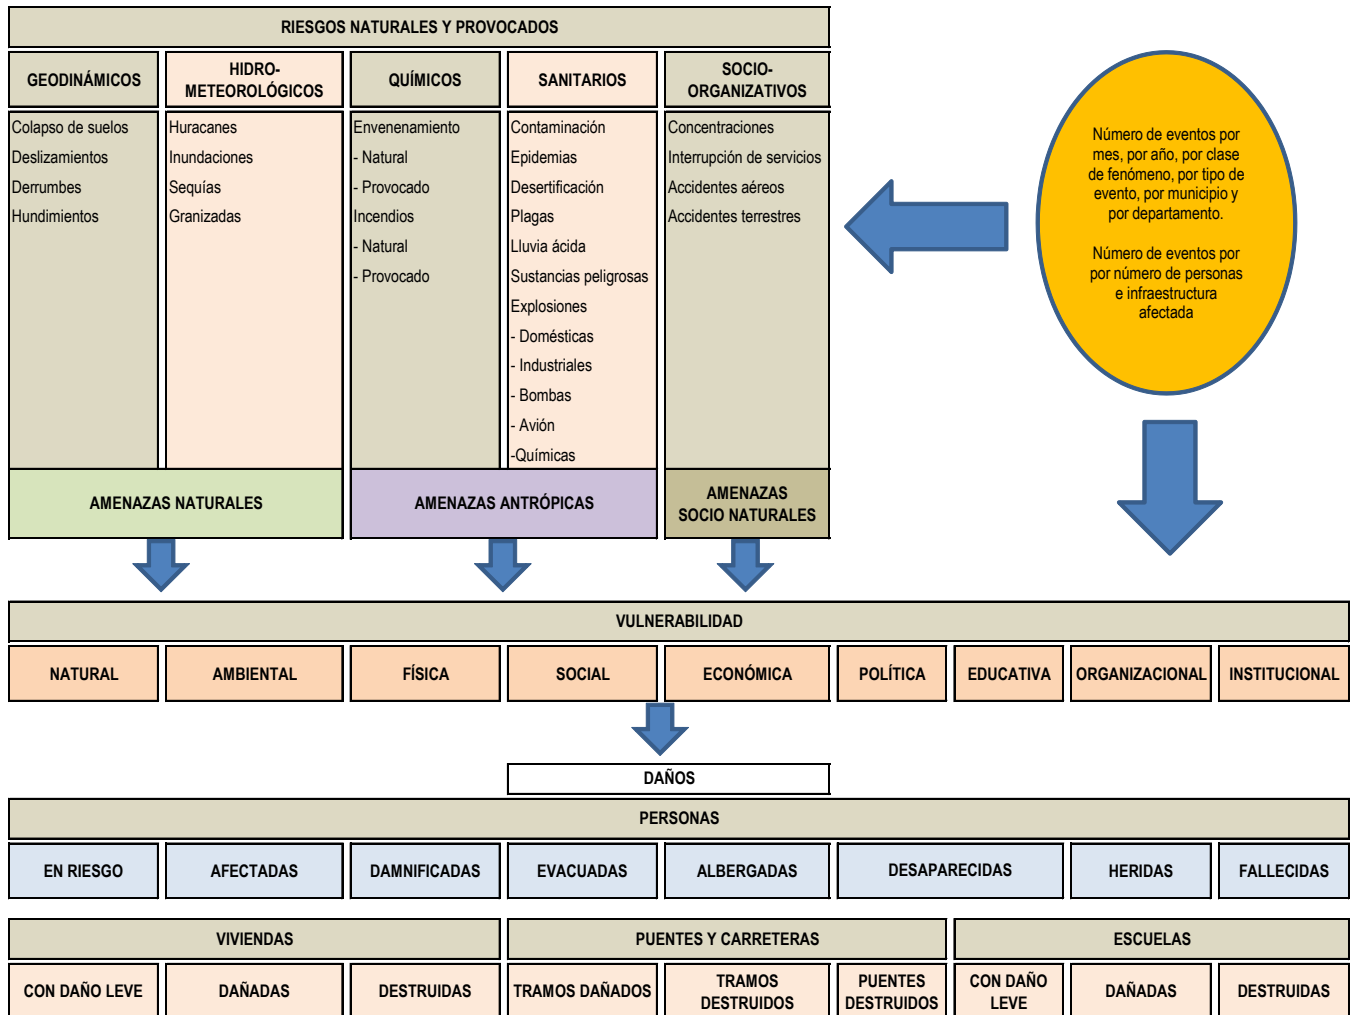 RIESGOS NATURALES Y PROVOCADOS
GEODINÁMICOS
HIDRO-
METEOROLÓGICOS
QUÍMICOS
SANITARIOS
SOCIO-
ORGANIZATIVOS
Colapso de suelos
Deslizamientos
Derrumbes
Hundimientos
Huracanes
Inundaciones
Sequías
Granizadas
Envenenamiento
- Natural
- Provocado
Incendios
- Natural
- Provocado
Contaminación
Epidemias
Desertificación
Plagas
Lluvia ácida
Sustancias peligrosas
Explosiones
- Domésticas
- Industriales
- Bombas
- Avión
-Químicas
Concentraciones
Interrupción de servicios
Accidentes aéreos
Accidentes terrestres
AMENAZAS NATURALES
AMENAZAS ANTRÓPICAS
AMENAZAS
SOCIO NATURALES
Número de eventos por
mes, por año, por clase
de fenómeno, por tipo de
evento, por municipio y
por departamento.
Número de eventos por
por número de personas
e infraestructura
afectada
VULNERABILIDAD
NATURAL
AMBIENTAL
FÍSICA
SOCIAL
ECONÓMICA
POLÍTICA
EDUCATIVA
ORGANIZACIONAL
INSTITUCIONAL
DAÑOS
PERSONAS
EN RIESGO
AFECTADAS
DAMNIFICADAS
EVACUADAS
ALBERGADAS
DESAPARECIDAS
HERIDAS
FALLECIDAS
VIVIENDAS
PUENTES Y CARRETERAS
ESCUELAS
CON DAÑO LEVE
DAÑADAS
DESTRUIDAS
TRAMOS DAÑADOS
TRAMOS
DESTRUIDOS
PUENTES
DESTRUIDOS
CON DAÑO
LEVE
DAÑADAS
DESTRUIDAS